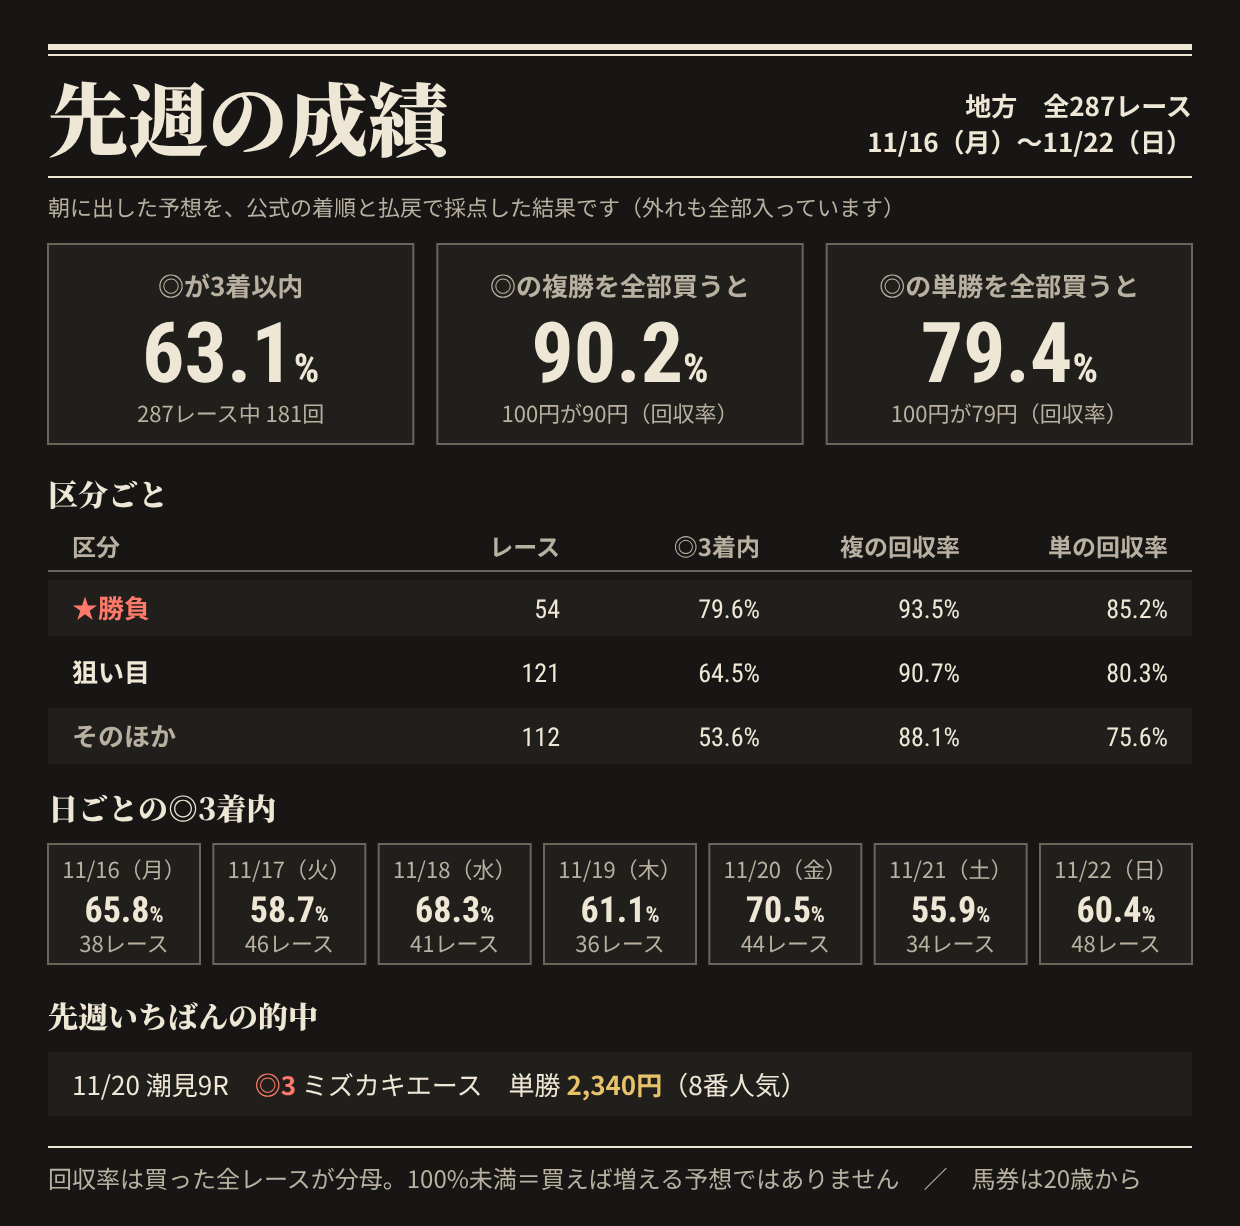 先週の成績
地方　全287レース
11/16（月）〜11/22（日）
朝に出した予想を、公式の着順と払戻で採点した結果です（外れも全部入っています）
◎が3着以内
63.1%
287レース中 181回
◎の複勝を全部買うと
90.2%
100円が90円（回収率）
◎の単勝を全部買うと
79.4%
100円が79円（回収率）
区分ごと
区分　レース　◎3着内　複の回収率　単の回収率
★勝負　54　79.6%　93.5%　85.2%
狙い目　121　64.5%　90.7%　80.3%
そのほか　112　53.6%　88.1%　75.6%
日ごとの◎3着内
11/16（月）
65.8%
38レース
11/17（火）
58.7%
46レース
11/18（水）
68.3%
41レース
11/19（木）
61.1%
36レース
11/20（金）
70.5%
44レース
11/21（土）
55.9%
34レース
11/22（日）
60.4%
48レース
先週いちばんの的中
11/20 潮見9R　◎3 ミズカキエース　単勝 2,340円（8番人気）
回収率は買った全レースが分母。100%未満＝買えば増える予想ではありません　／　馬券は20歳から